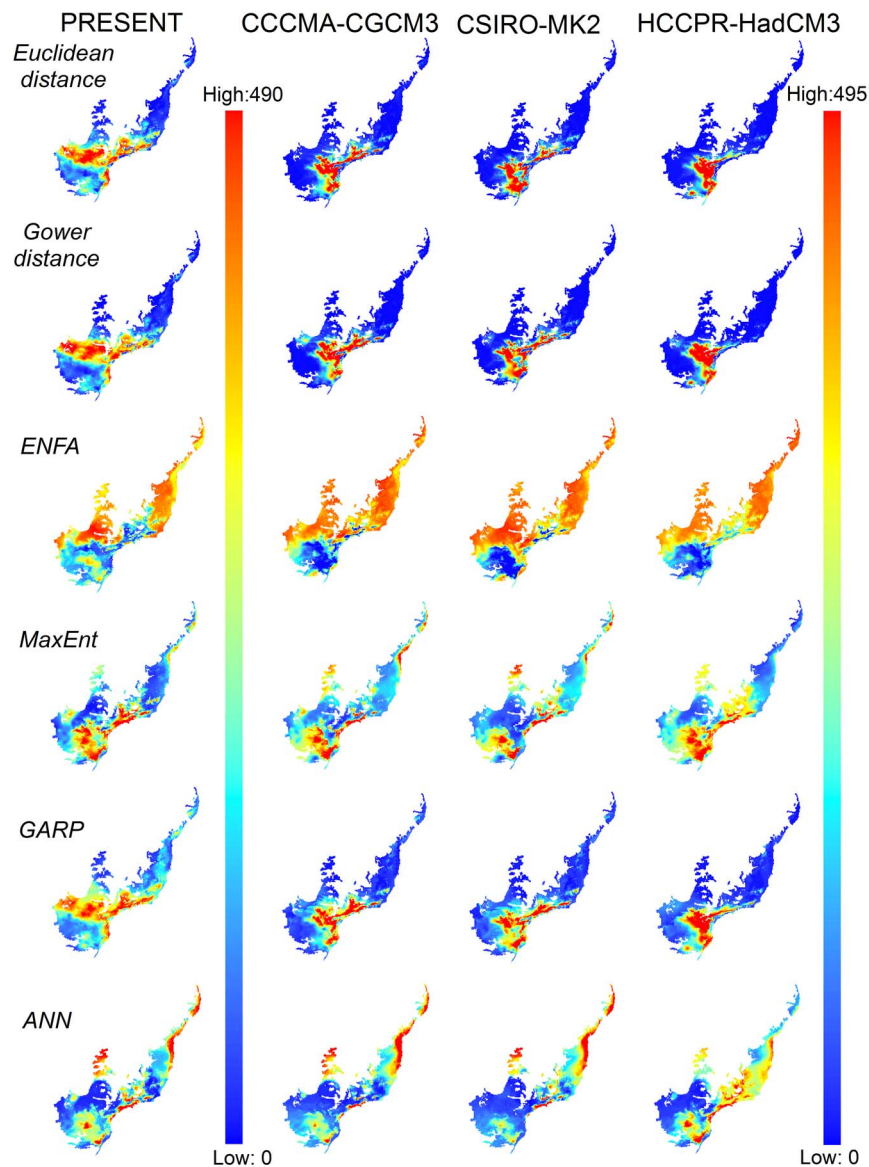 PRESENT CCCMA-CGCM3 CSIRO-MK2 HCCPR-HadCM3
Euclidean
distance
High:490 High:495
Gower
distance
ENFA
MaxEnt
GARP
ANN
Low: 0 Low: 0